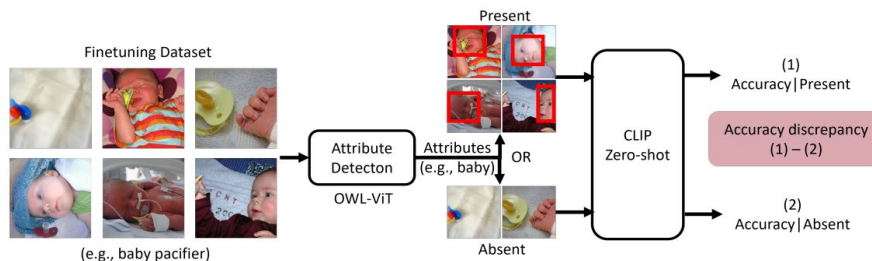 Finetuning Dataset
(e.g., baby pacifier)
Attribute
Detecton
OWL-ViT
Attributes
(e.g., baby)
OR
Present
Absent
CLIP
Zero-shot
(1)
Accuracy|Present
Accuracy discrepancy
(1) – (2)
(2)
Accuracy|Absent